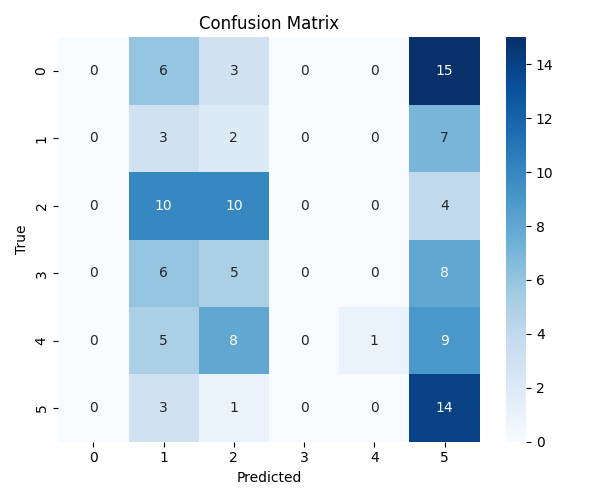 Confusion Matrix
True
0 0 6 3 0 0 15
1 0 3 2 0 0 7
2 0 10 10 0 0 4
3 0 6 5 0 0 8
4 0 5 8 0 1 9
5 0 3 1 0 0 14
0 1 2 3 4 5
Predicted
14
12
10
8
6
4
2
0